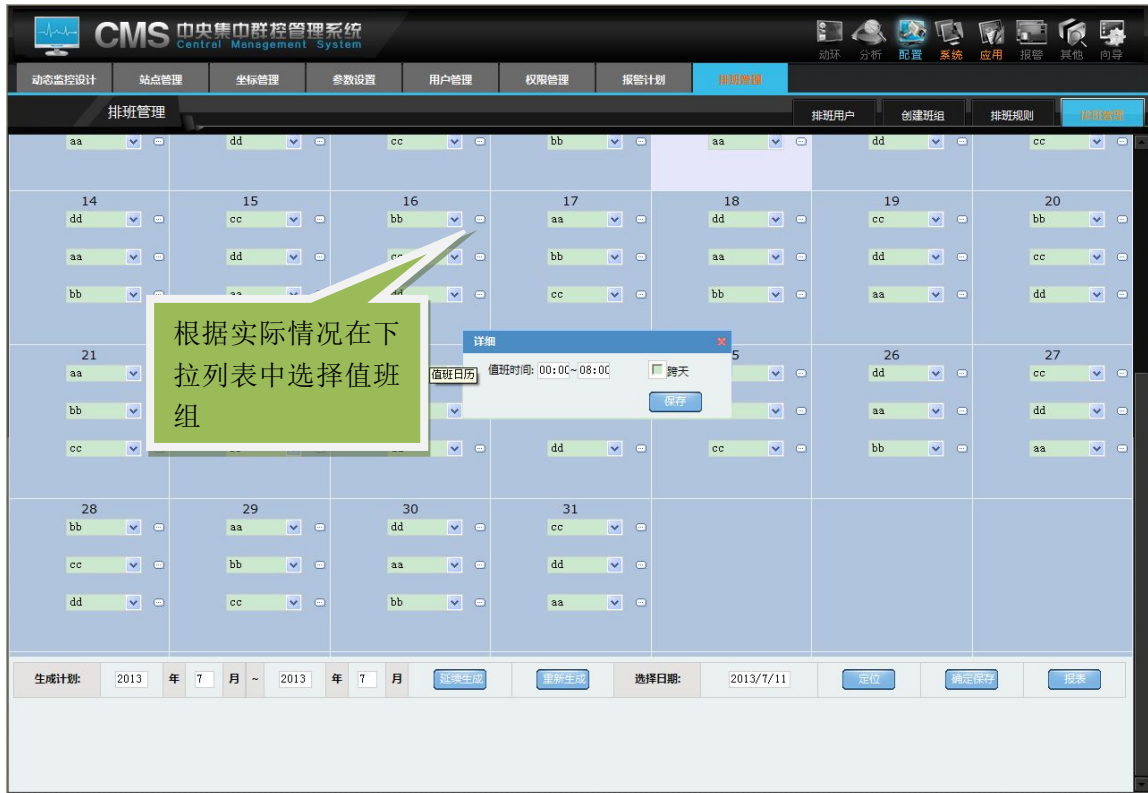 CMS 中央集中群控管理系统
Central Management System
动环 分析 配置 系统 应用 报警 其他 向导
动态监控设计 站点管理 坐标管理 参数设置 用户管理 权限管理 报警计划 排班管理
排班管理 排班用户 创建班组 排班规则 排班管理
aa dd cc bb aa dd cc
14 15 16 17 18 19 20
dd cc bb aa dd cc bb
aa dd cc bb aa dd cc
bb aa dd cc bb aa dd
根据实际情况在下
拉列表中选择值班
组
详细
值班时间: 00:00~08:00 跨天
保存
值班日历
21 5 26 27
aa dd cc
bb aa dd
cc dd cc bb aa
28 29 30 31
bb aa dd cc
cc bb aa dd
dd cc bb aa
生成计划: 2013 年 7 月 ~ 2013 年 7 月 延续生成 重新生成 选择日期: 2013/7/11 定位 确定保存 报表